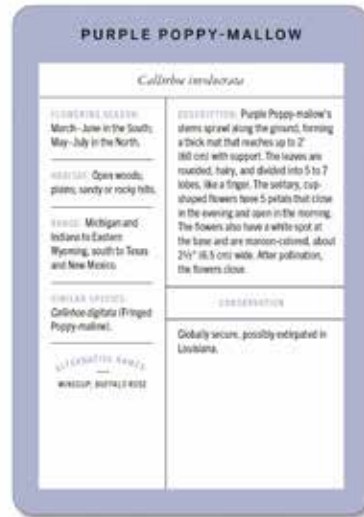 PURPLE POPPY-MALLOW
Callirhoe involucrata
FLOWERING SEASON:
March–June in the South;
May–July in the North.
HABITAT: Open woods;
plains; sandy or rocky hills.
RANGE: Michigan and
Indiana to Eastern
Wyoming, south to Texas
and New Mexico.
SIMILAR SPECIES:
Callirhoe digitata (Fringed
Poppy-mallow).
ALTERNATIVE NAMES
WINECUP, BUFFALO ROSE
DESCRIPTION: Purple Poppy-mallow's
stems sprawl along the ground, forming
a thick mat that reaches up to 2'
(60 cm) with support. The leaves are
rounded, hairy, and divided into 5 to 7
lobes, like a finger. The solitary, cup-
shaped flowers have 5 petals that close
in the evening and open in the morning.
The flowers also have a white spot at
the base and are maroon-colored, about
2½" (6.5 cm) wide. After pollination,
the flowers close.
CONSERVATION
Globally secure, possibly extirpated in
Louisiana.